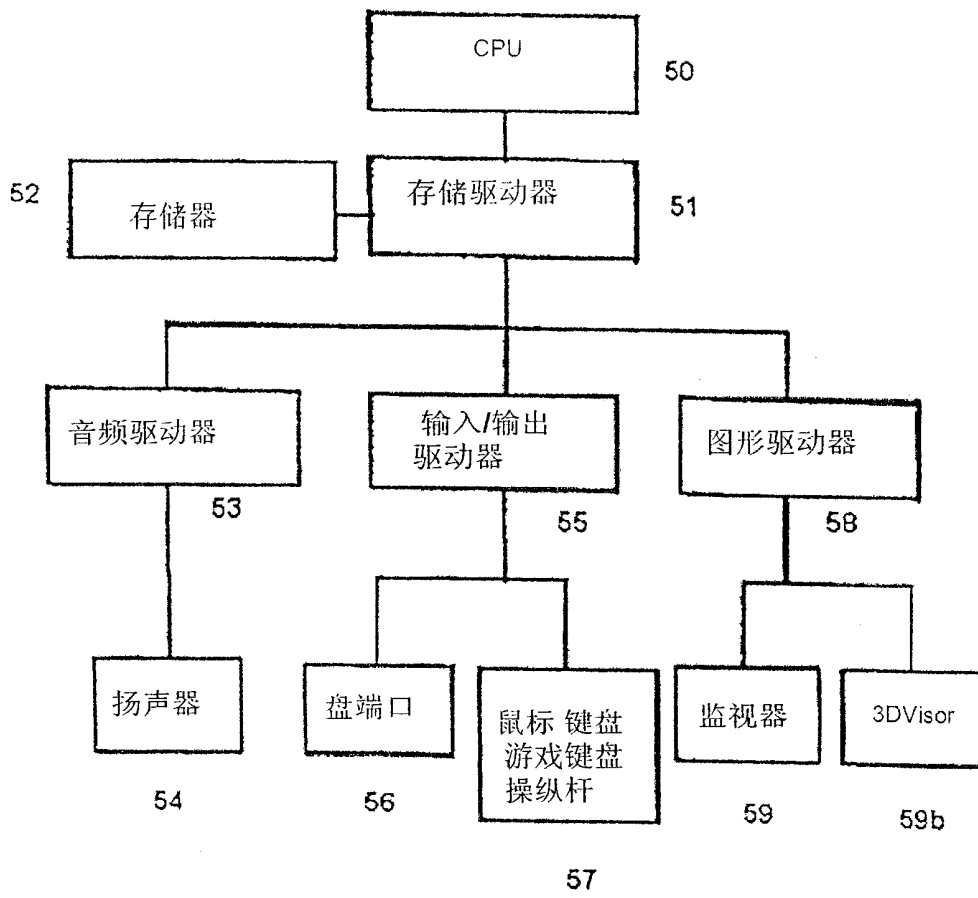 CPU
50
52
存储器
存储驱动器
51
音频驱动器
53
输入/输出
驱动器
55
图形驱动器
58
扬声器
54
盘端口
56
鼠标 键盘
游戏键盘
操纵杆
57
监视器
59
3DVisor
59b